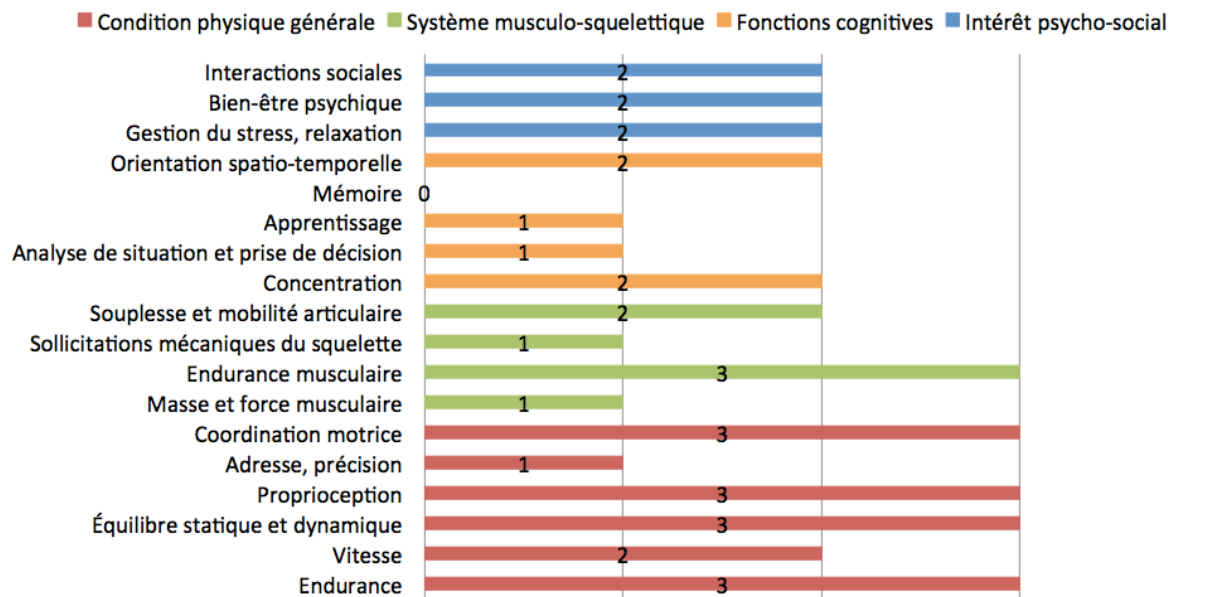 Condition physique générale Système musculo-squelettique Fonctions cognitives Intérêt psycho-social
Interactions sociales 2
Bien-être psychique 2
Gestion du stress, relaxation 2
Orientation spatio-temporelle 2
Mémoire 0
Apprentissage 1
Analyse de situation et prise de décision 1
Concentration 2
Souplesse et mobilité articulaire 2
Sollicitations mécaniques du squelette 1
Endurance musculaire 3
Masse et force musculaire 1
Coordination motrice 3
Adresse, précision 1
Proprioception 3
Équilibre statique et dynamique 3
Vitesse 2
Endurance 3